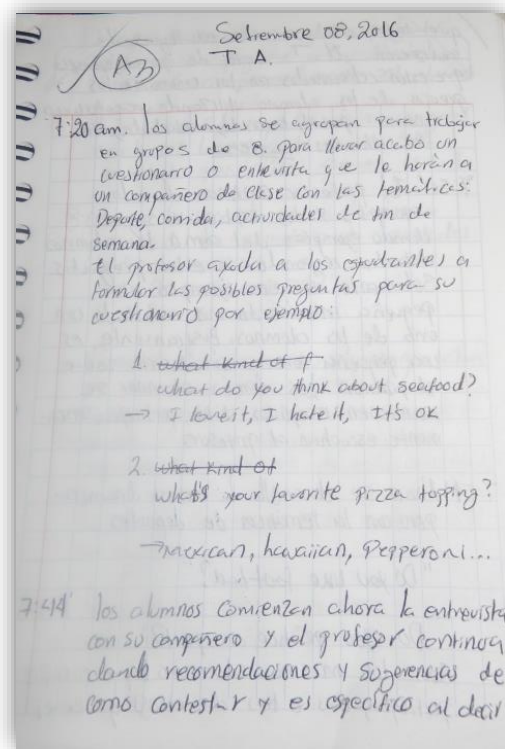 Setiembre 08, 2016
A3
T A.
7:20 am. los alumnos se agrupan para trabajar
en grupos de 8. para llevar acabo un
cuestionario o entrevista que le harán a
un compañero de clase con las temáticas:
Deporte, comida, actividades de fin de
semana.
El profesor ayuda a los estudiantes a
formular las posibles preguntas para su
cuestionario por ejemplo:
1. what kind of f
what do you think about seafood?
→ I love it, I hate it, It's ok
2. what kind of
what's your favorite pizza topping?
→ Mexican, hawaiian, Pepperoni...
7:44' los alumnos comienzan ahora la entrevista
con su compañero y el profesor continua
dando recomendaciones y sugerencias de
como contestar y es específico al decir